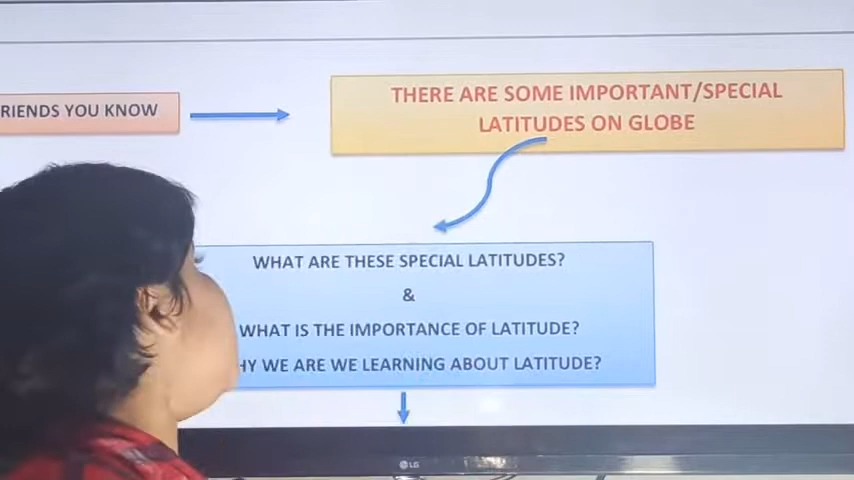 RIENDS YOU KNOW
THERE ARE SOME IMPORTANT/SPECIAL
LATITUDES ON GLOBE
WHAT ARE THESE SPECIAL LATITUDES?
&
WHAT IS THE IMPORTANCE OF LATITUDE?
HY WE ARE WE LEARNING ABOUT LATITUDE?
LG